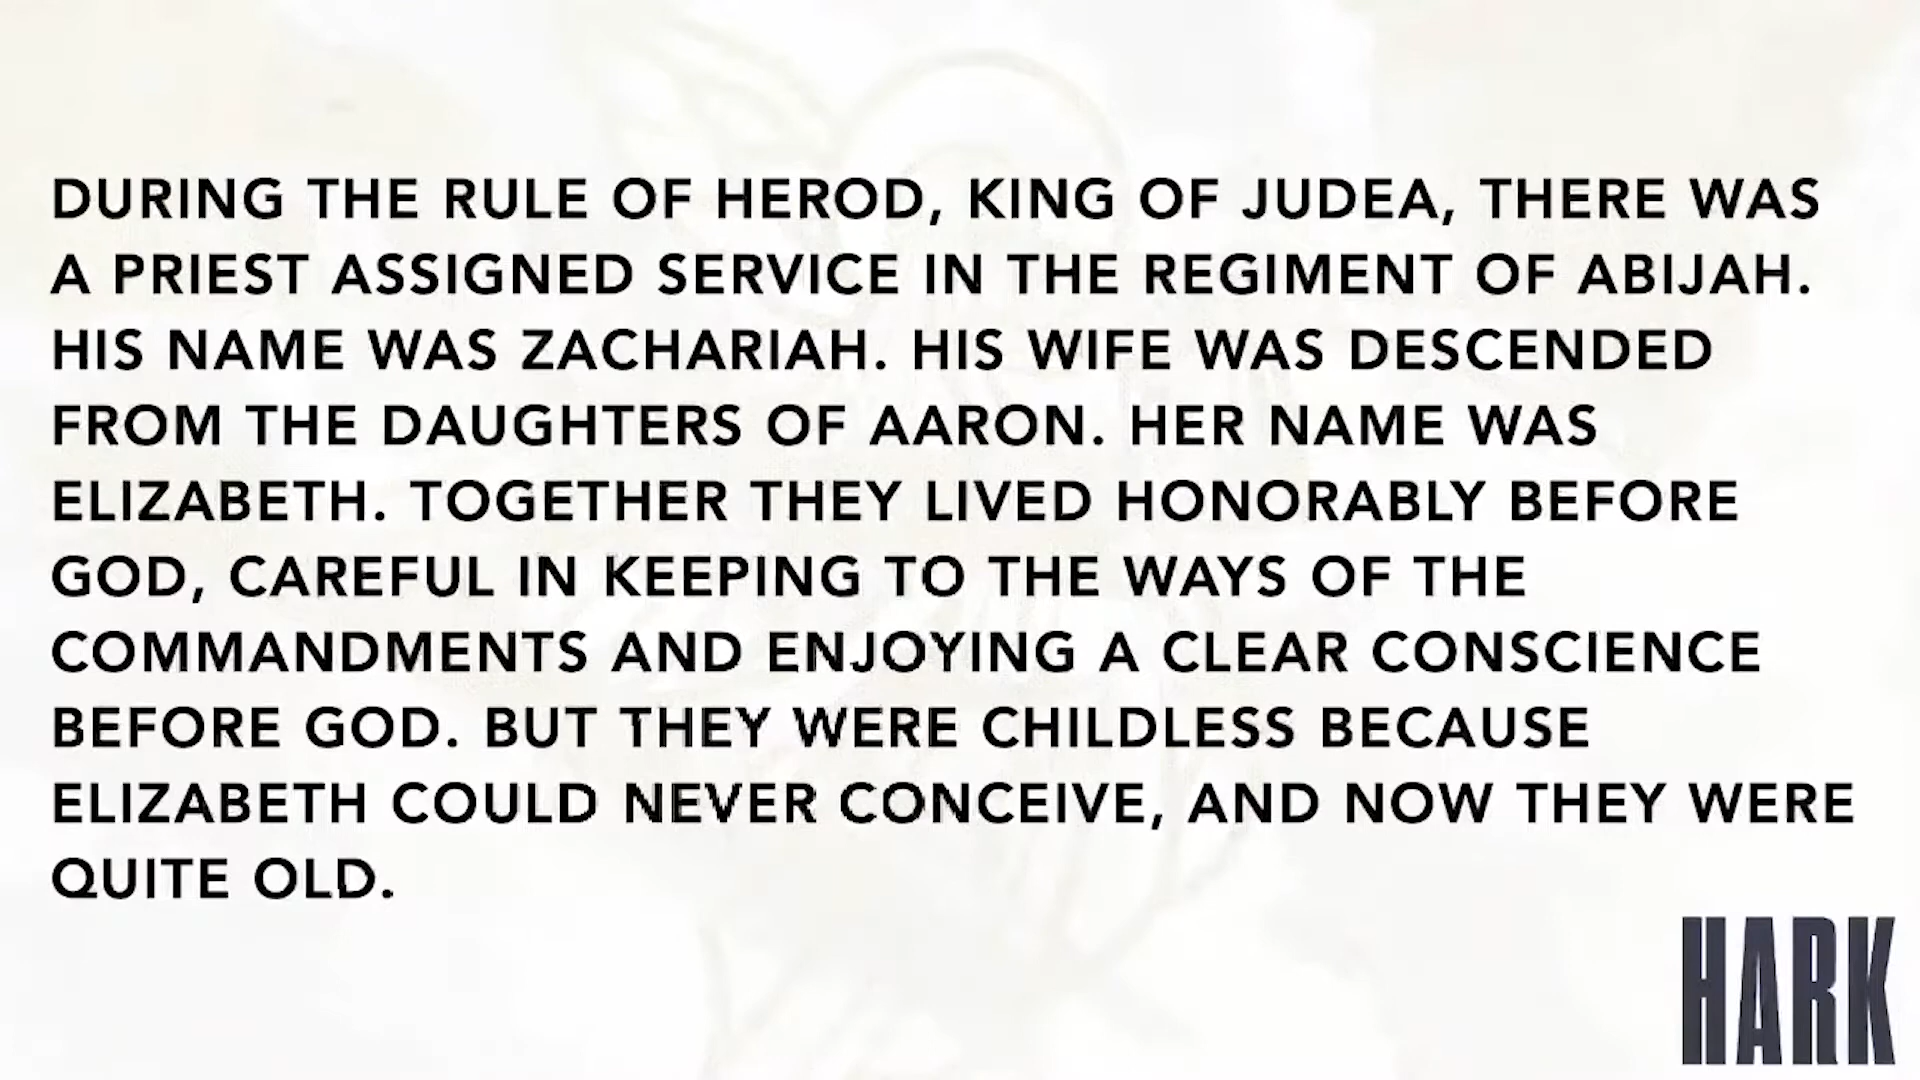 DURING THE RULE OF HEROD, KING OF JUDEA, THERE WAS
A PRIEST ASSIGNED SERVICE IN THE REGIMENT OF ABIJAH.
HIS NAME WAS ZACHARIAH. HIS WIFE WAS DESCENDED
FROM THE DAUGHTERS OF AARON. HER NAME WAS
ELIZABETH. TOGETHER THEY LIVED HONORABLY BEFORE
GOD, CAREFUL IN KEEPING TO THE WAYS OF THE
COMMANDMENTS AND ENJOYING A CLEAR CONSCIENCE
BEFORE GOD. BUT THEY WERE CHILDLESS BECAUSE
ELIZABETH COULD NEVER CONCEIVE, AND NOW THEY WERE
QUITE OLD.
HARK